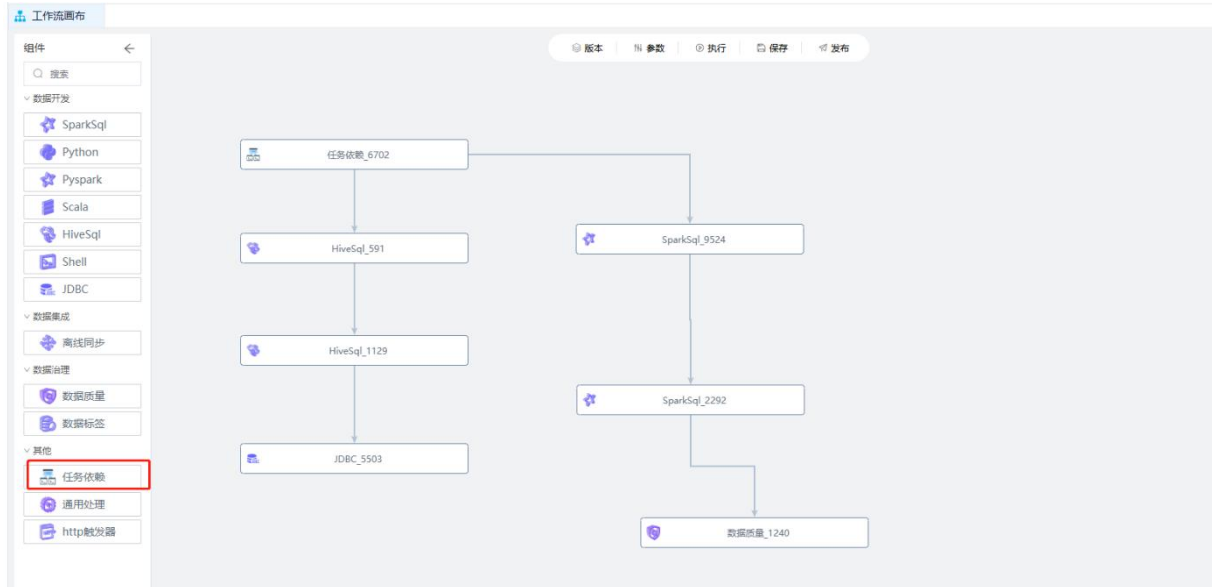 工作流画布
组件
搜索
数据开发
SparkSql
Python
Pyspark
Scala
HiveSql
Shell
JDBC
数据集成
离线同步
数据治理
数据质量
数据标签
其他
任务依赖
通用处理
http触发器
版本 参数 执行 保存 发布
任务依赖_6702
HiveSql_591
HiveSql_1129
JDBC_5503
SparkSql_9524
SparkSql_2292
数据质量_1240